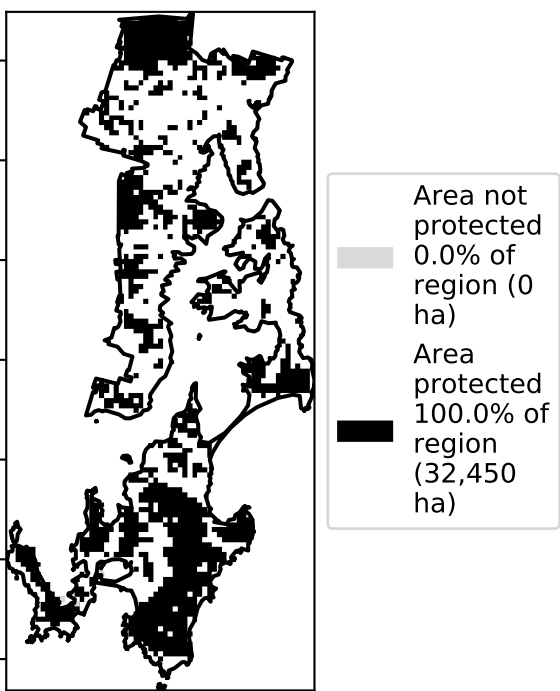 Area not
protected
0.0% of
region (0
ha)
Area
protected
100.0% of
region
(32,450
ha)